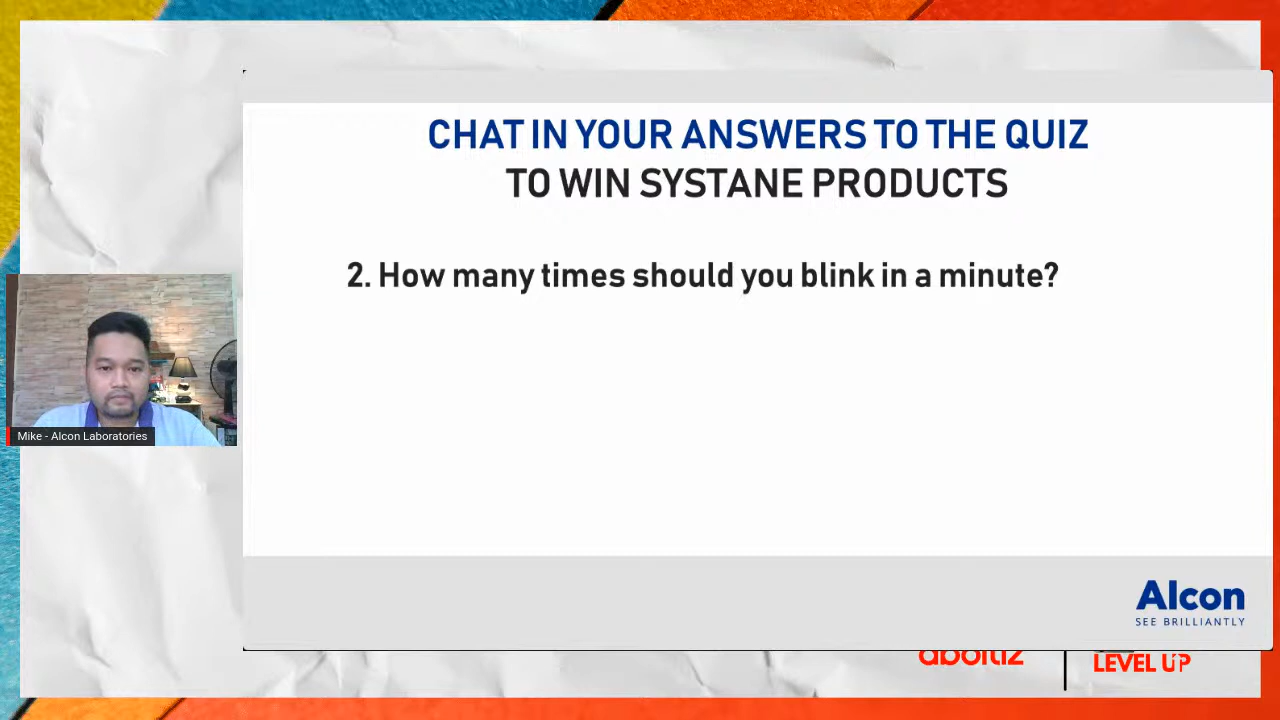 CHAT IN YOUR ANSWERS TO THE QUIZ
TO WIN SYSTANE PRODUCTS
2. How many times should you blink in a minute?
Mike - Alcon Laboratories
Alcon
SEE BRILLIANTLY
aboitiz
LEVEL UP